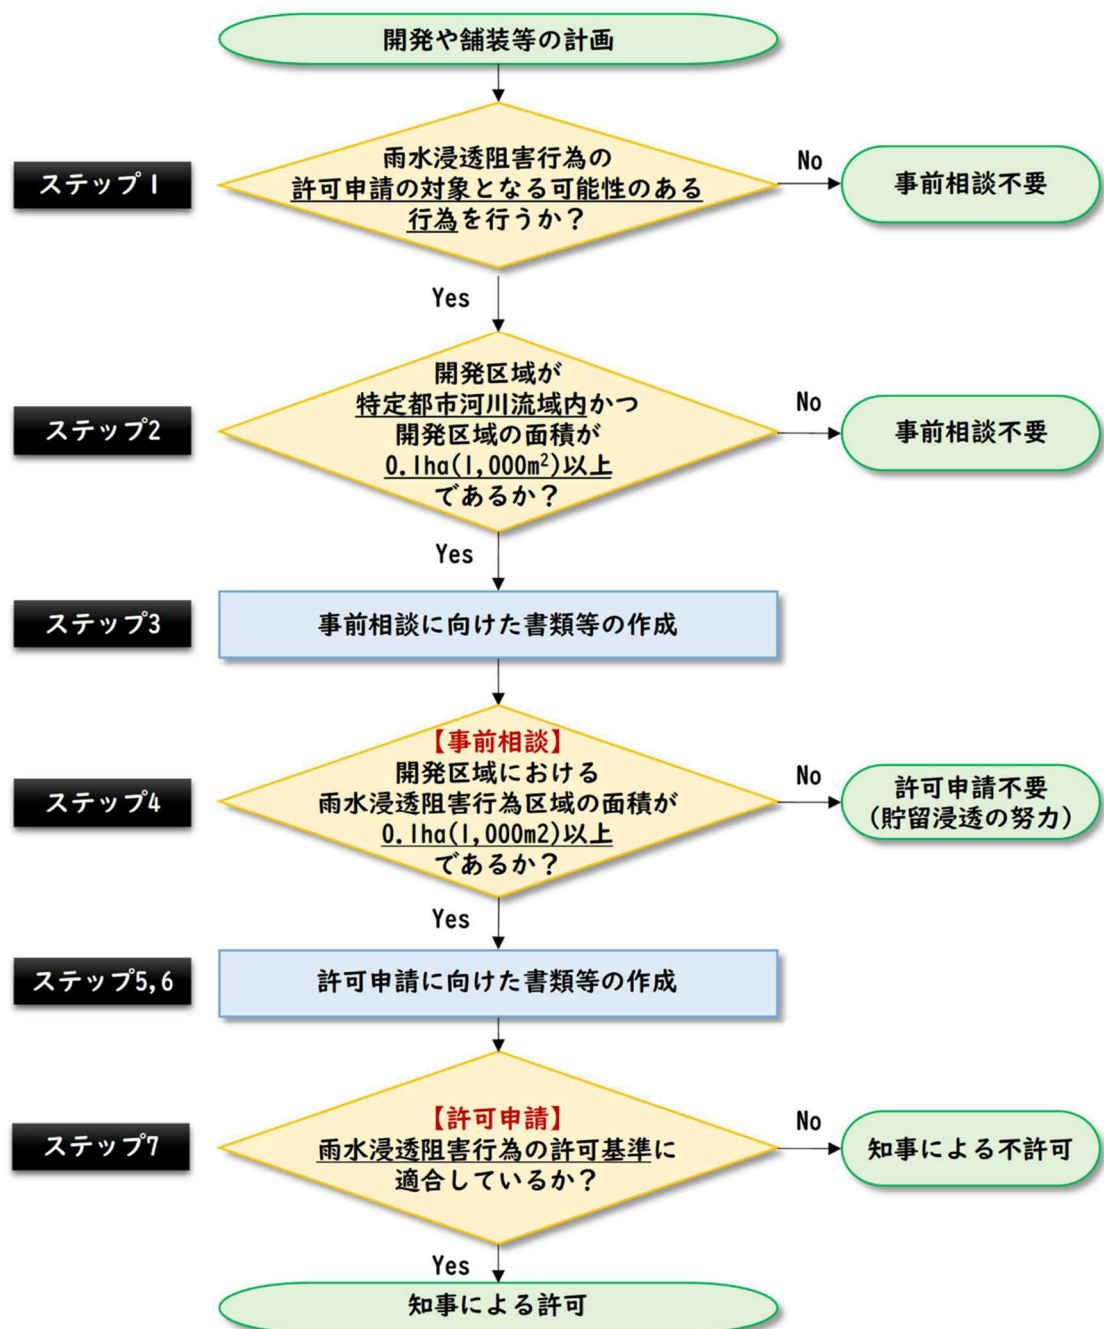 開発や舗装等の計画
ステップ1
雨水浸透阻害行為の
許可申請の対象となる可能性のある
行為を行うか？
No
事前相談不要
Yes
ステップ2
開発区域が
特定都市河川流域内かつ
開発区域の面積が
0.1ha(1,000m²)以上
であるか？
No
事前相談不要
Yes
ステップ3
事前相談に向けた書類等の作成
ステップ4
【事前相談】
開発区域における
雨水浸透阻害行為区域の面積が
0.1ha(1,000m2)以上
であるか？
No
許可申請不要
(貯留浸透の努力)
Yes
ステップ5,6
許可申請に向けた書類等の作成
ステップ7
【許可申請】
雨水浸透阻害行為の許可基準に
適合しているか？
No
知事による不許可
Yes
知事による許可